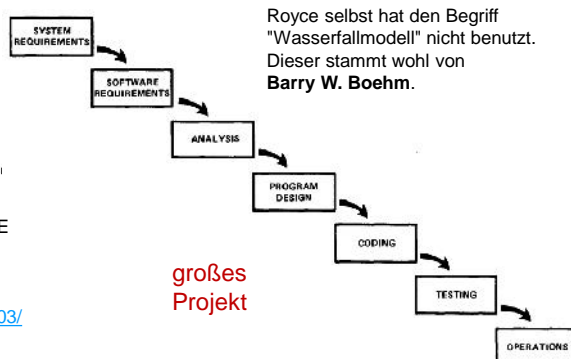 Royce selbst hat den Begriff
"Wasserfallmodell" nicht benutzt.
Dieser stammt wohl von
Barry W. Boehm.
SYSTEM
REQUIREMENTS
SOFTWARE
REQUIREMENTS
ANALYSIS
PROGRAM
DESIGN
E
CODING
großes
Projekt
TESTING
03/
OPERATIONS